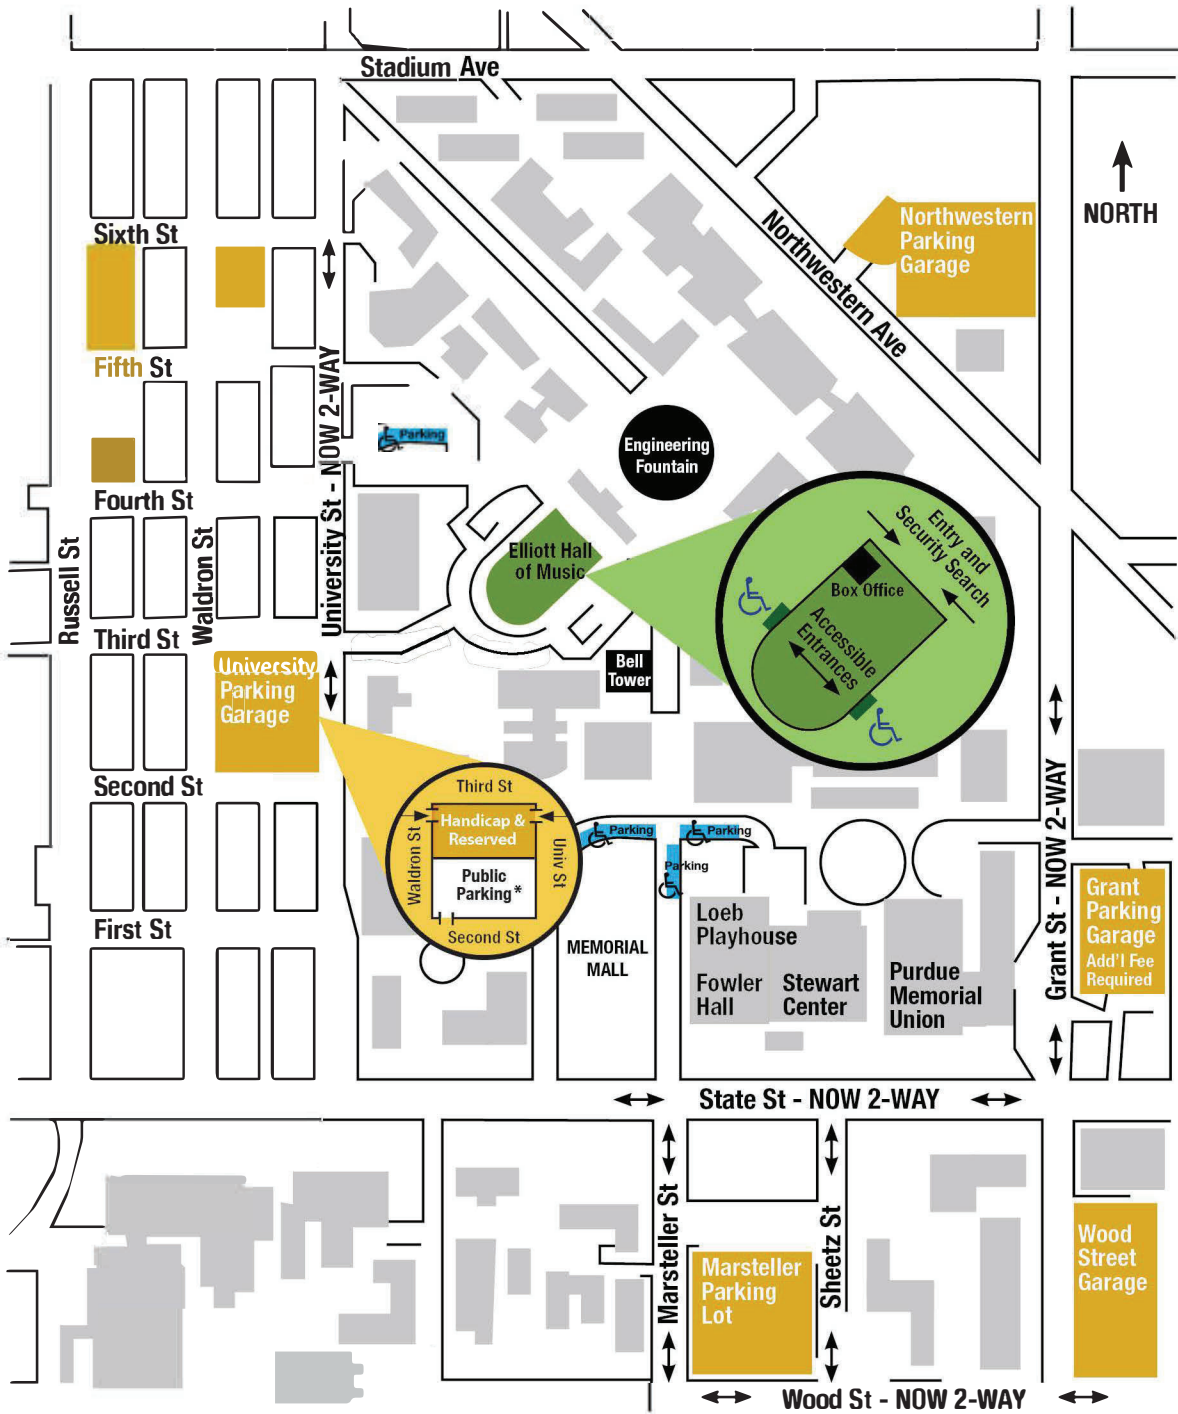 Stadium Ave
NORTH
Sixth St
Northwestern
Parking
Garage
Northwestern Ave
Fifth St
University St - NOW 2-WAY
Parking
Engineering
Fountain
Fourth St
Russell St
Waldron St
Elliott Hall
of Music
Entry and
Security Search
Box Office
Accessible
Entrances
Third St
Bell
Tower
University
Parking
Garage
Second St
Third St
Handicap &
Reserved
Waldron St
Univ St
Public
Parking*
Second St
Parking
Parking
Parking
Grant St - NOW 2-WAY
Grant
Parking
Garage
Add'l Fee
Required
First St
MEMORIAL
MALL
Loeb
Playhouse
Fowler
Hall
Stewart
Center
Purdue
Memorial
Union
State St - NOW 2-WAY
Marsteller St
Sheetz St
Marsteller
Parking
Lot
Wood
Street
Garage
Wood St - NOW 2-WAY